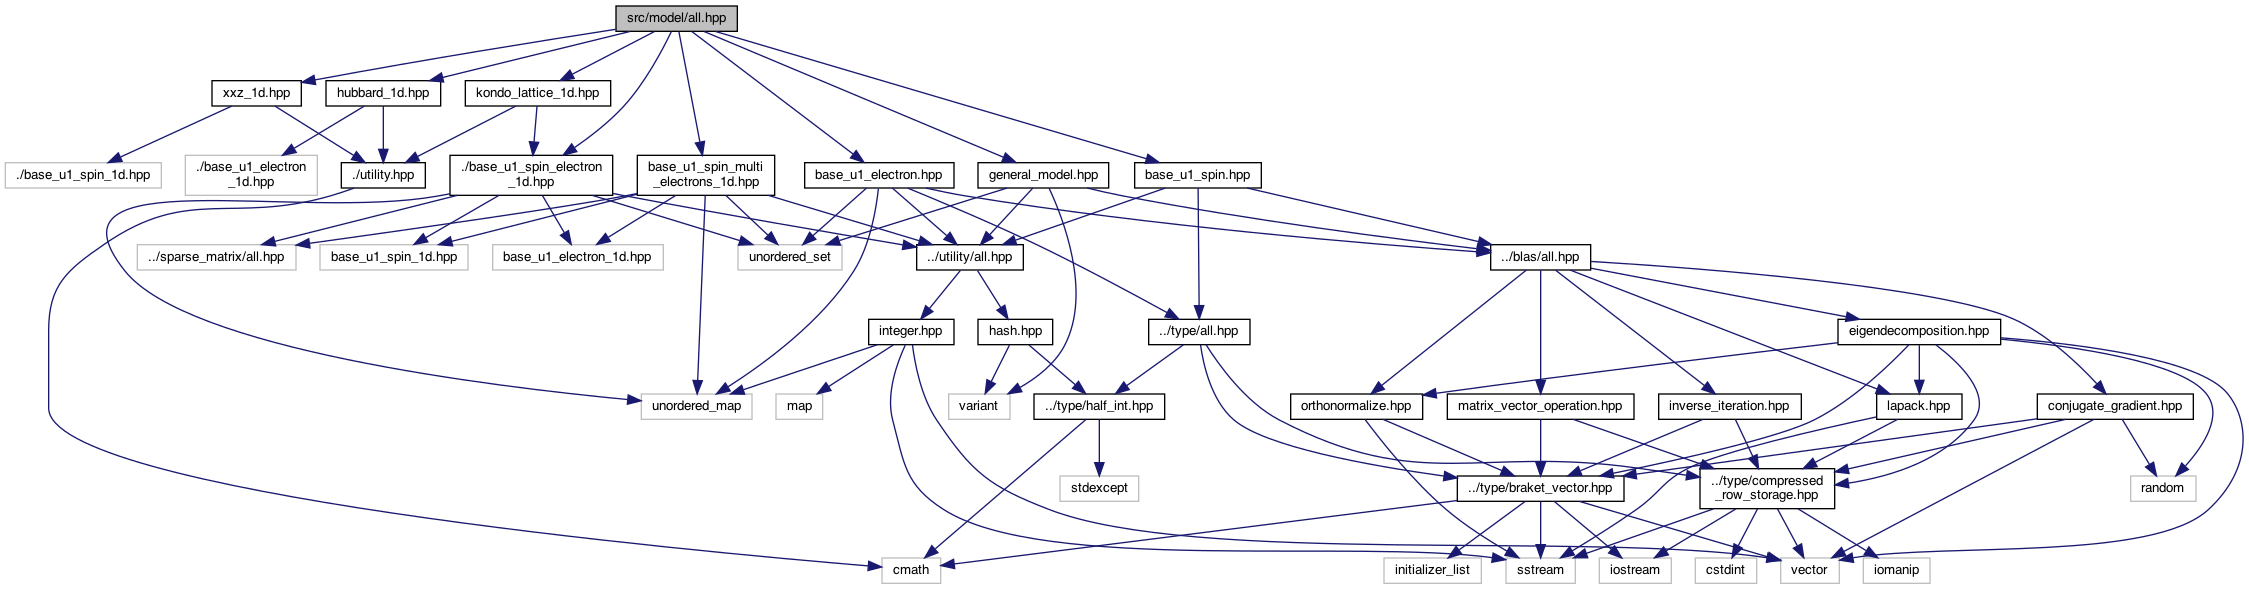 src/model/all.hpp
xxz_1d.hpp
hubbard_1d.hpp
kondo_lattice_1d.hpp
./base_u1_spin_1d.hpp
./base_u1_electron
_1d.hpp
./utility.hpp
./base_u1_spin_electron
_1d.hpp
base_u1_spin_multi
_electrons_1d.hpp
base_u1_electron.hpp
general_model.hpp
base_u1_spin.hpp
../sparse_matrix/all.hpp
base_u1_spin_1d.hpp
base_u1_electron_1d.hpp
unordered_set
../utility/all.hpp
../blas/all.hpp
integer.hpp
hash.hpp
../type/all.hpp
eigendecomposition.hpp
unordered_map
map
variant
../type/half_int.hpp
orthonormalize.hpp
matrix_vector_operation.hpp
inverse_iteration.hpp
lapack.hpp
conjugate_gradient.hpp
stdexcept
../type/braket_vector.hpp
../type/compressed
_row_storage.hpp
random
cmath
initializer_list
sstream
iostream
cstdint
vector
iomanip